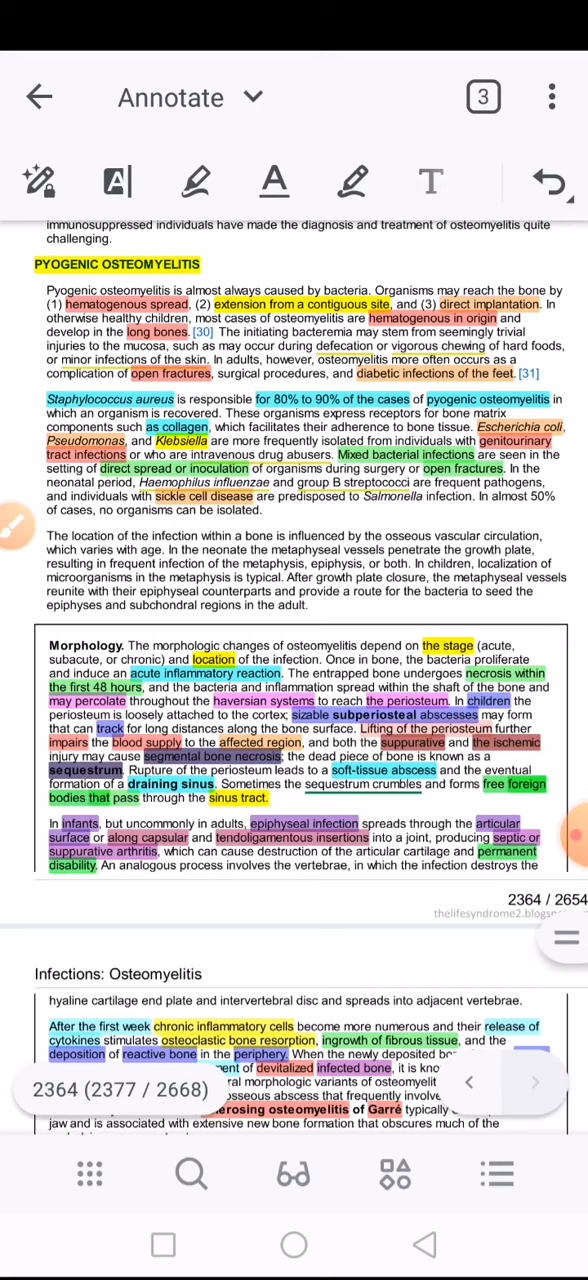 Annotate
3
A
A
T
immunosuppressed individuals have made the diagnosis and treatment of osteomyelitis quite
challenging.
PYOGENIC OSTEOMYELITIS
Pyogenic osteomyelitis is almost always caused by bacteria. Organisms may reach the bone by
(1) hematogenous spread, (2) extension from a contiguous site, and (3) direct implantation. In
otherwise healthy children, most cases of osteomyelitis are hematogenous in origin and
develop in the long bones. [30] The initiating bacteremia may stem from seemingly trivial
injuries to the mucosa, such as may occur during defecation or vigorous chewing of hard foods,
or minor infections of the skin. In adults, however, osteomyelitis more often occurs as a
complication of open fractures, surgical procedures, and diabetic infections of the feet. [31]
Staphylococcus aureus is responsible for 80% to 90% of the cases of pyogenic osteomyelitis in
which an organism is recovered. These organisms express receptors for bone matrix
components such as collagen, which facilitates their adherence to bone tissue. Escherichia coli,
Pseudomonas, and Klebsiella are more frequently isolated from individuals with genitourinary
tract infections or who are intravenous drug abusers. Mixed bacterial infections are seen in the
setting of direct spread or inoculation of organisms during surgery or open fractures. In the
neonatal period, Haemophilus influenzae and group B streptococci are frequent pathogens,
and individuals with sickle cell disease are predisposed to Salmonella infection. In almost 50%
of cases, no organisms can be isolated.
The location of the infection within a bone is influenced by the osseous vascular circulation,
which varies with age. In the neonate the metaphyseal vessels penetrate the growth plate,
resulting in frequent infection of the metaphysis, epiphysis, or both. In children, localization of
microorganisms in the metaphysis is typical. After growth plate closure, the metaphyseal vessels
reunite with their epiphyseal counterparts and provide a route for the bacteria to seed the
epiphyses and subchondral regions in the adult.
Morphology. The morphologic changes of osteomyelitis depend on the stage (acute,
subacute, or chronic) and location of the infection. Once in bone, the bacteria proliferate
and induce an acute inflammatory reaction. The entrapped bone undergoes necrosis within
the first 48 hours, and the bacteria and inflammation spread within the shaft of the bone and
may percolate throughout the haversian systems to reach the periosteum. In children the
periosteum is loosely attached to the cortex; sizable subperiosteal abscesses may form
that can track for long distances along the bone surface. Lifting of the periosteum further
impairs the blood supply to the affected region, and both the suppurative and the ischemic
injury may cause segmental bone necrosis; the dead piece of bone is known as a
sequestrum. Rupture of the periosteum leads to a soft-tissue abscess and the eventual
formation of a draining sinus. Sometimes the sequestrum crumbles and forms free foreign
bodies that pass through the sinus tract.
In infants, but uncommonly in adults, epiphyseal infection spreads through the articular
surface or along capsular and tendoligamentous insertions into a joint, producing septic or
suppurative arthritis, which can cause destruction of the articular cartilage and permanent
disability. An analogous process involves the vertebrae, in which the infection destroys the
2364 / 2654
thelifesyndrome2.blogs
Infections: Osteomyelitis
hyaline cartilage end plate and intervertebral disc and spreads into adjacent vertebrae.
After the first week chronic inflammatory cells become more numerous and their release of
cytokines stimulates osteoclastic bone resorption, ingrowth of fibrous tissue, and the
deposition of reactive bone in the periphery. When the newly deposited
of devitalized infected bone, it is
morphologic variants of
osseous abscess that frequently
osteomyelitis of Garré typically
jaw and is associated with extensive new bone formation that obscures much of the
2364 (2377 / 2668)